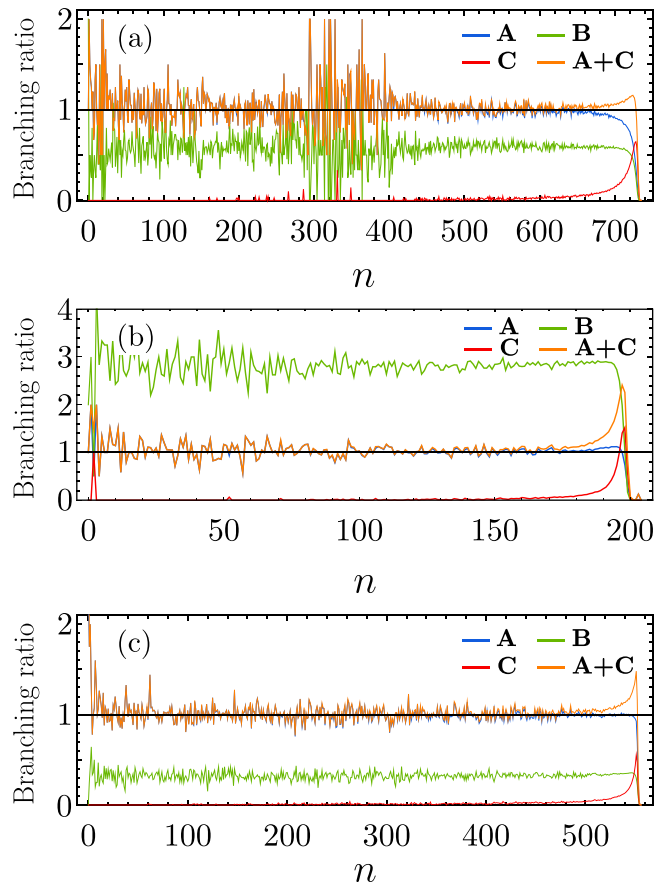 (a)
A B
C A+C
Branching ratio
2
1
0
0 100 200 300 400 500 600 700
n
(b)
A B
C A+C
Branching ratio
4
3
2
1
0
0 50 100 150 200
n
(c)
A B
C A+C
Branching ratio
2
1
0
0 100 200 300 400 500
n